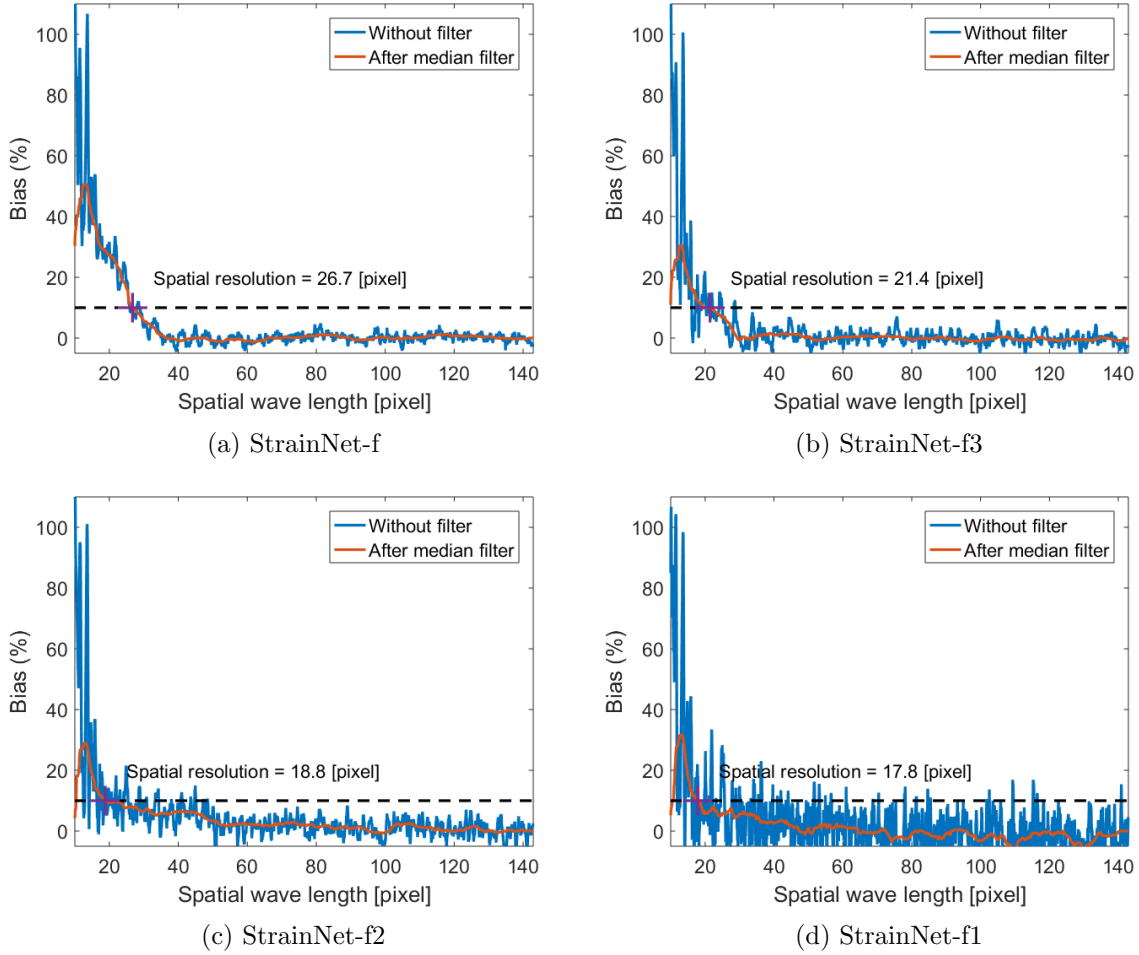 100
80
60
40
20
0
Bias (%)
Without filter
After median filter
Spatial resolution = 26.7 [pixel]
20 40 60 80 100 120 140
Spatial wave length [pixel]
(a) StrainNet-f
100
80
60
40
20
0
Bias (%)
Without filter
After median filter
Spatial resolution = 21.4 [pixel]
20 40 60 80 100 120 140
Spatial wave length [pixel]
(b) StrainNet-f3
100
80
60
40
20
0
Bias (%)
Without filter
After median filter
Spatial resolution = 18.8 [pixel]
20 40 60 80 100 120 140
Spatial wave length [pixel]
(c) StrainNet-f2
100
80
60
40
20
0
Bias (%)
Without filter
After median filter
Spatial resolution = 17.8 [pixel]
20 40 60 80 100 120 140
Spatial wave length [pixel]
(d) StrainNet-f1